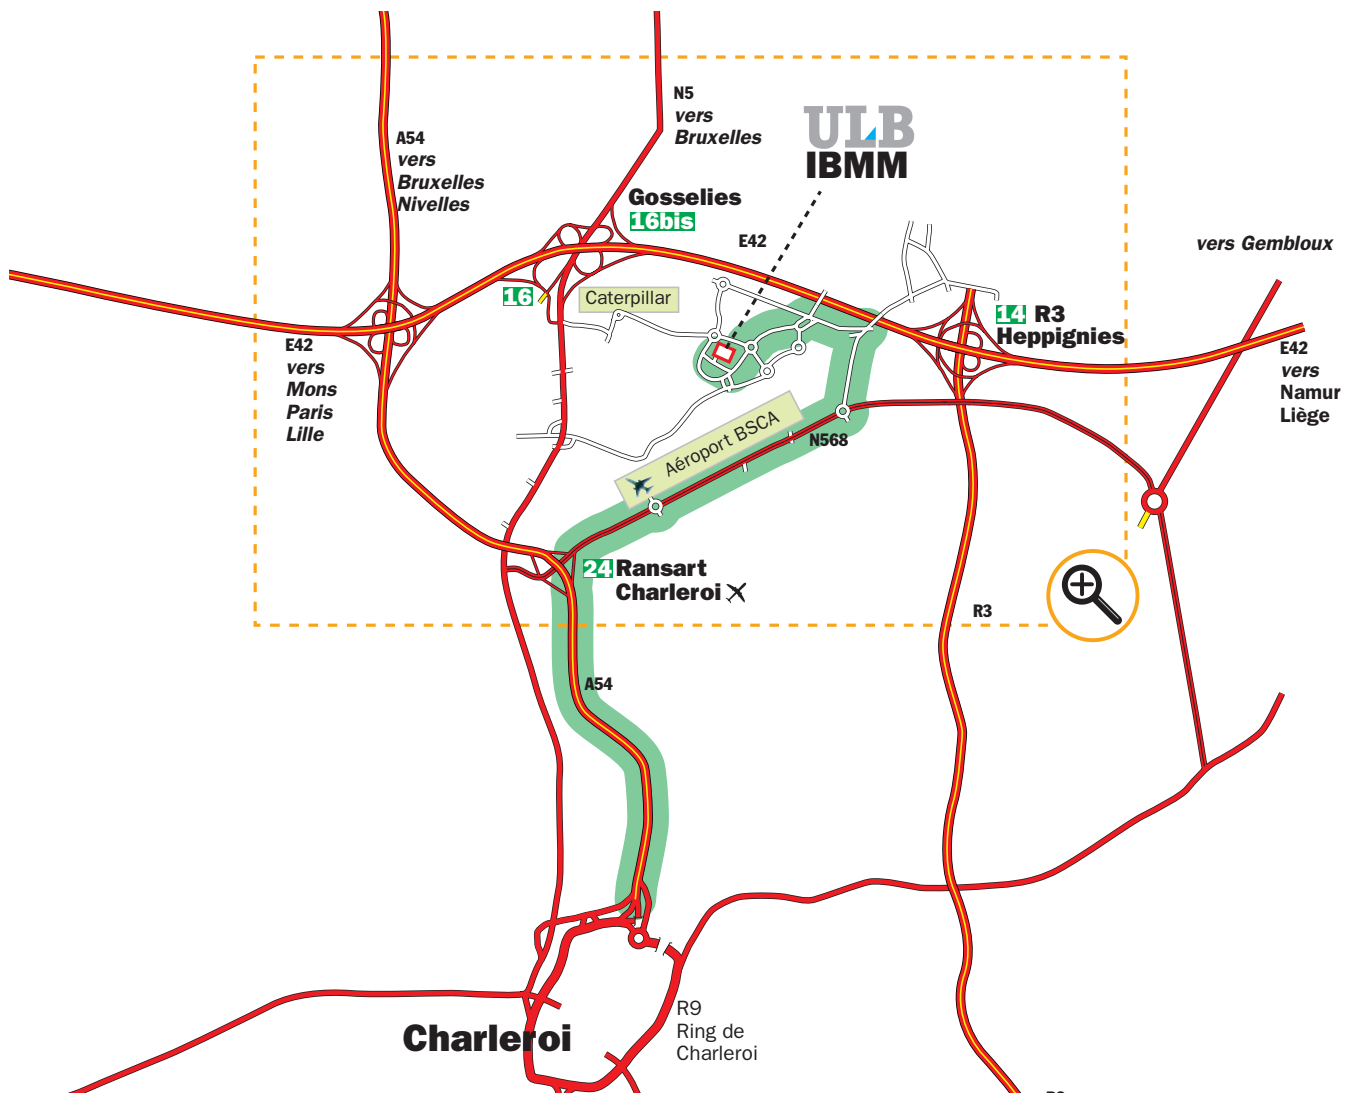 N5
vers
Bruxelles
A54
vers
Bruxelles
Nivelles
ULB
IBMM
Gosselies
16bis
E42
vers Gembloux
16
Caterpillar
14 R3
Heppignies
E42
vers
Mons
Paris
Lille
E42
vers
Namur
Liège
Aéroport BSCA
N568
24 Ransart
Charleroi
R3
A54
R9
Ring de
Charleroi
Charleroi